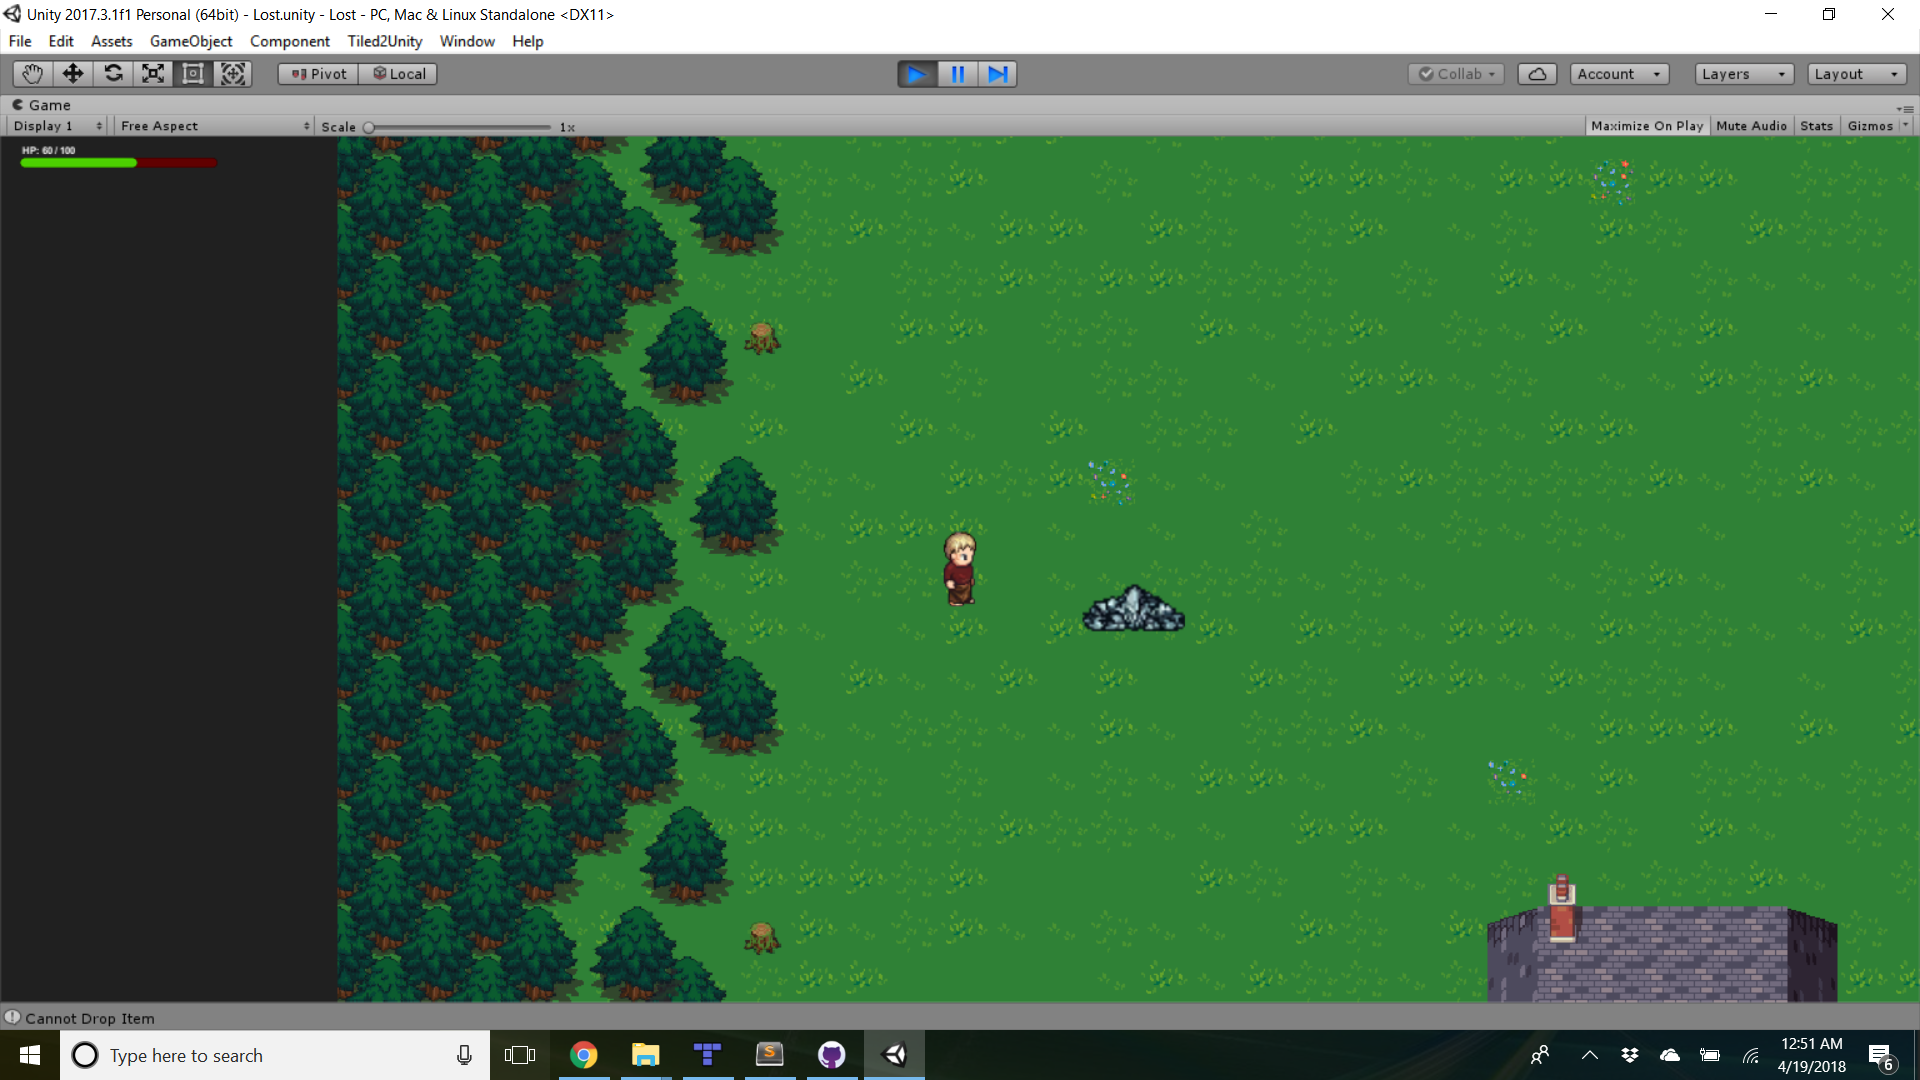 Unity 2017.3.1f1 Personal (64bit) - Lost.unity - Lost - PC, Mac & Linux Standalone <DX11>
File Edit Assets GameObject Component Tiled2Unity Window Help
Pivot Local Collab Account Layers Layout
Game
Display 1 Free Aspect Scale 1x Maximize On Play Mute Audio Stats Gizmos
HP: 60 / 100
Cannot Drop Item
Type here to search
12:51 AM
4/19/2018
6